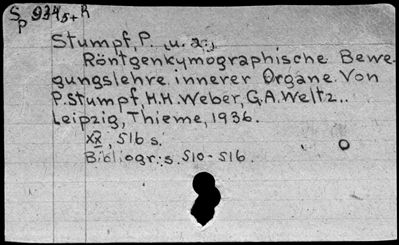 Sp 9345+R
Stumpf, P. u. a.,
Röntgenkymographische Bewe-
gungslehre innerer Organe. Von
P. Stumpf, H. H. Weber, G. A. Weltz..
Leipzig, Thieme, 1936.
XX, 516 s.
Bibliogr.: s. 510-516.